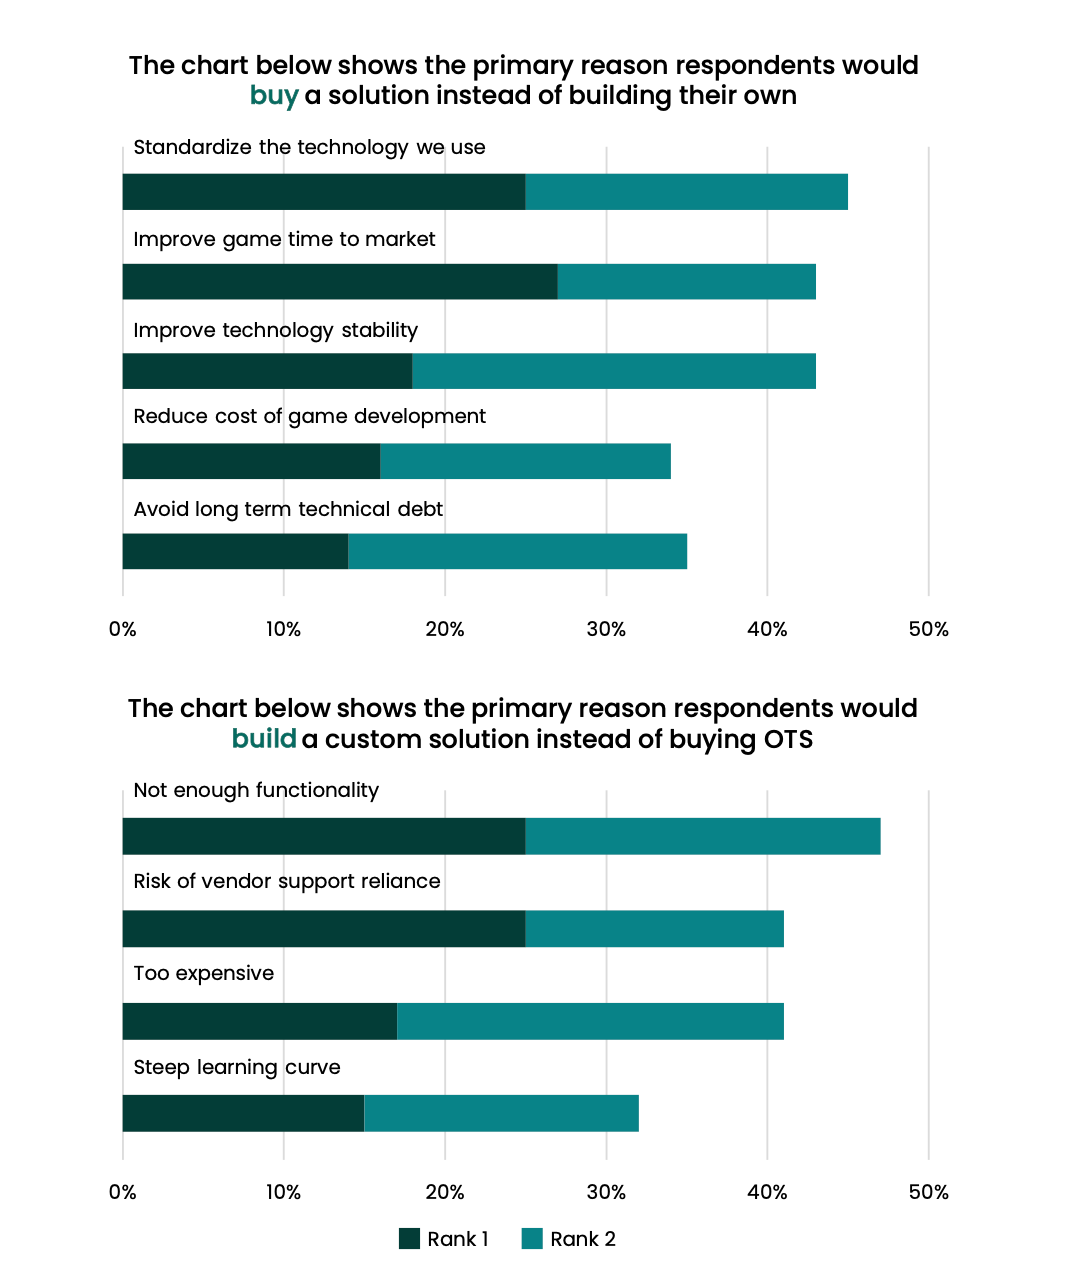 The chart below shows the primary reason respondents would
buy a solution instead of building their own
Standardize the technology we use
Improve game time to market
Improve technology stability
Reduce cost of game development
Avoid long term technical debt
0% 10% 20% 30% 40% 50%
The chart below shows the primary reason respondents would
build a custom solution instead of buying OTS
Not enough functionality
Risk of vendor support reliance
Too expensive
Steep learning curve
0% 10% 20% 30% 40% 50%
Rank 1 Rank 2